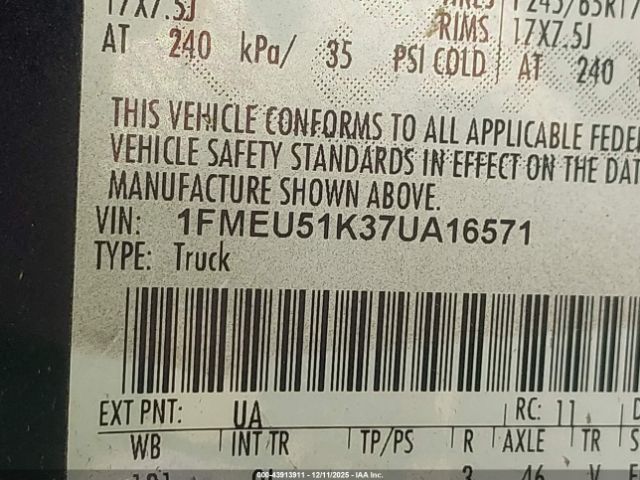 17X7.5J
RIMS 17X7.5J
AT 240 kPa/ 35 PSI COLD AT 240
THIS VEHICLE CONFORMS TO ALL APPLICABLE FEDER
VEHICLE SAFETY STANDARDS IN EFFECT ON THE DAT
MANUFACTURE SHOWN ABOVE.
VIN: 1FMEU51K37UA16571
TYPE: Truck
EXT PNT: UA RC: 11
WB INT TR TP/PS R AXLE TR S
3 46 V
000-43913911 - 12/11/2025 - IAA Inc.